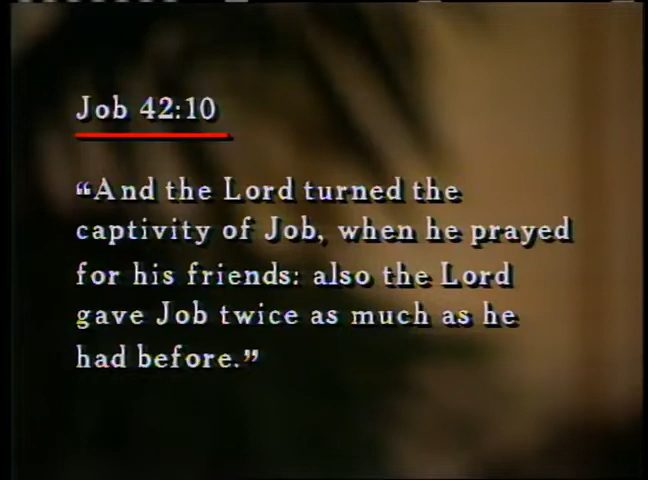 Job 42:10
“And the Lord turned the
captivity of Job, when he prayed
for his friends: also the Lord
gave Job twice as much as he
had before.”